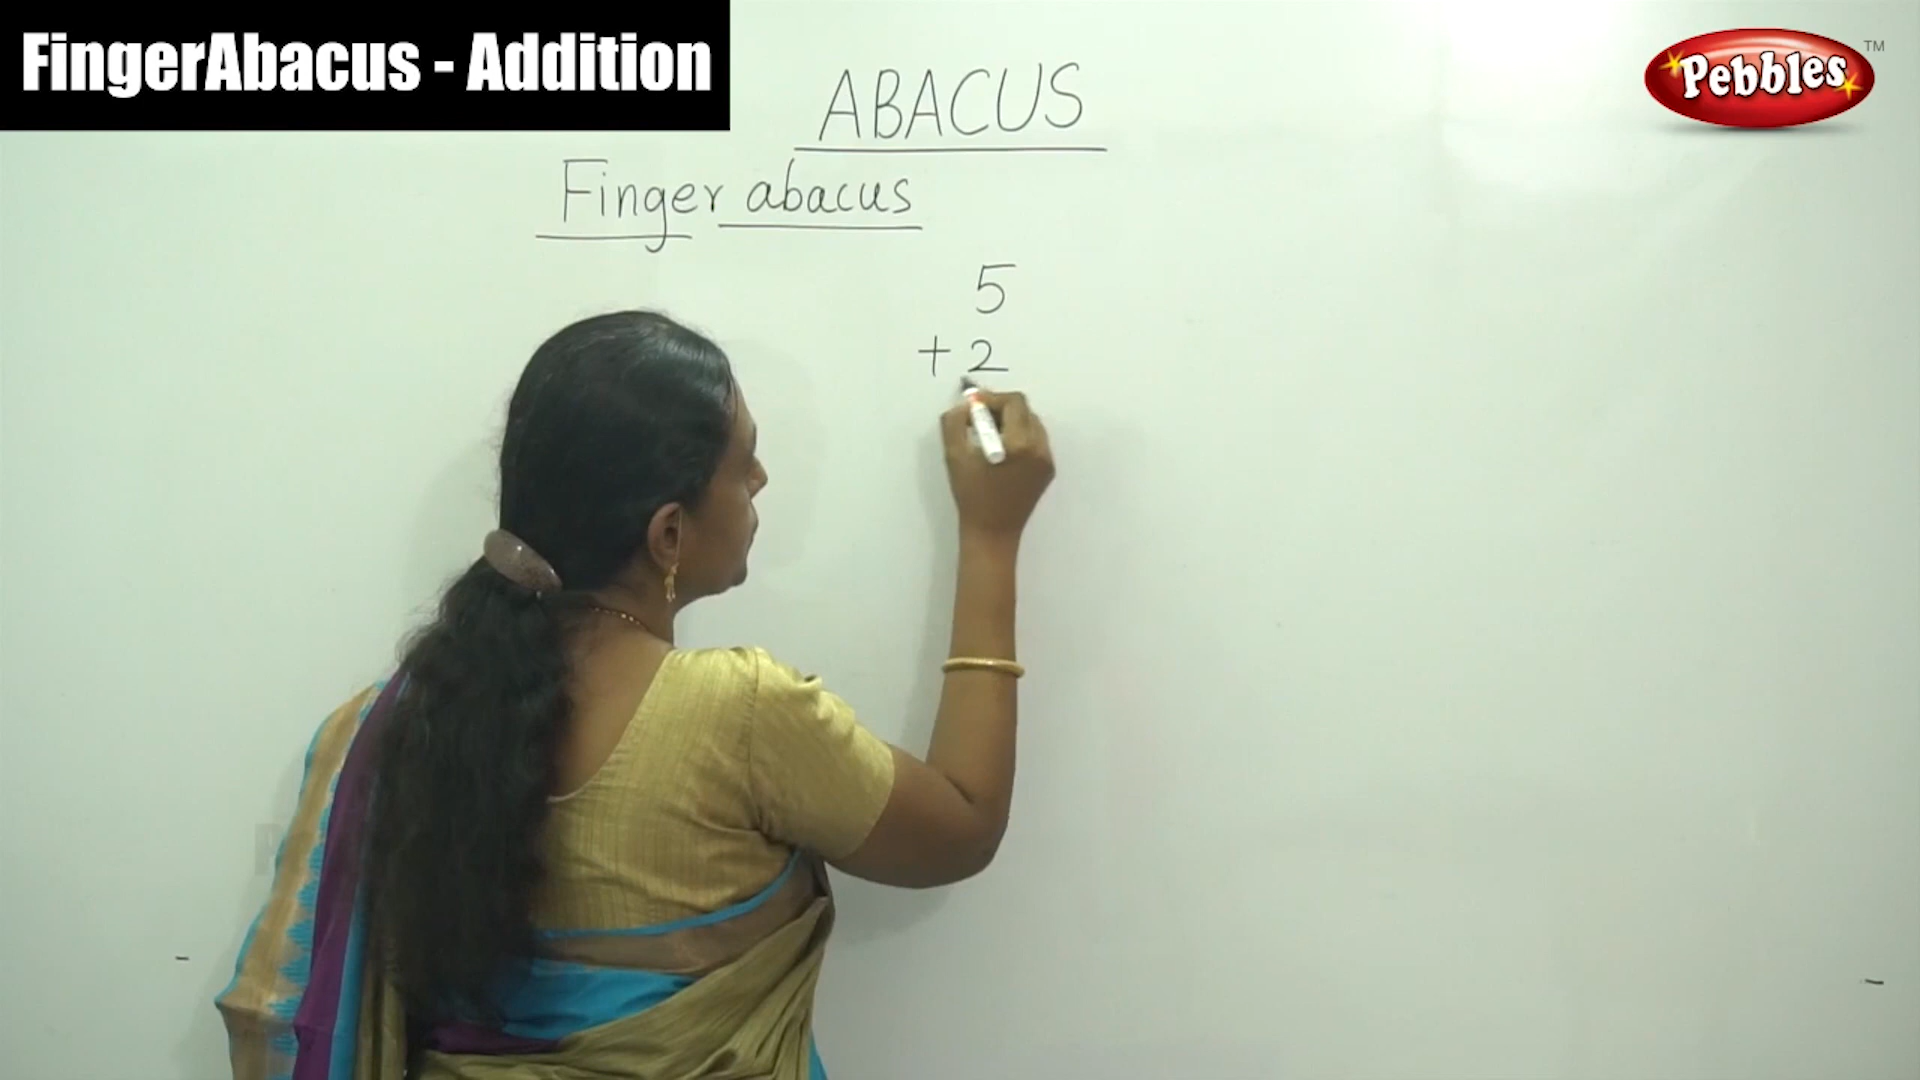 FingerAbacus - Addition
Pebbles TM
ABACUS
Finger abacus
5
+ 2